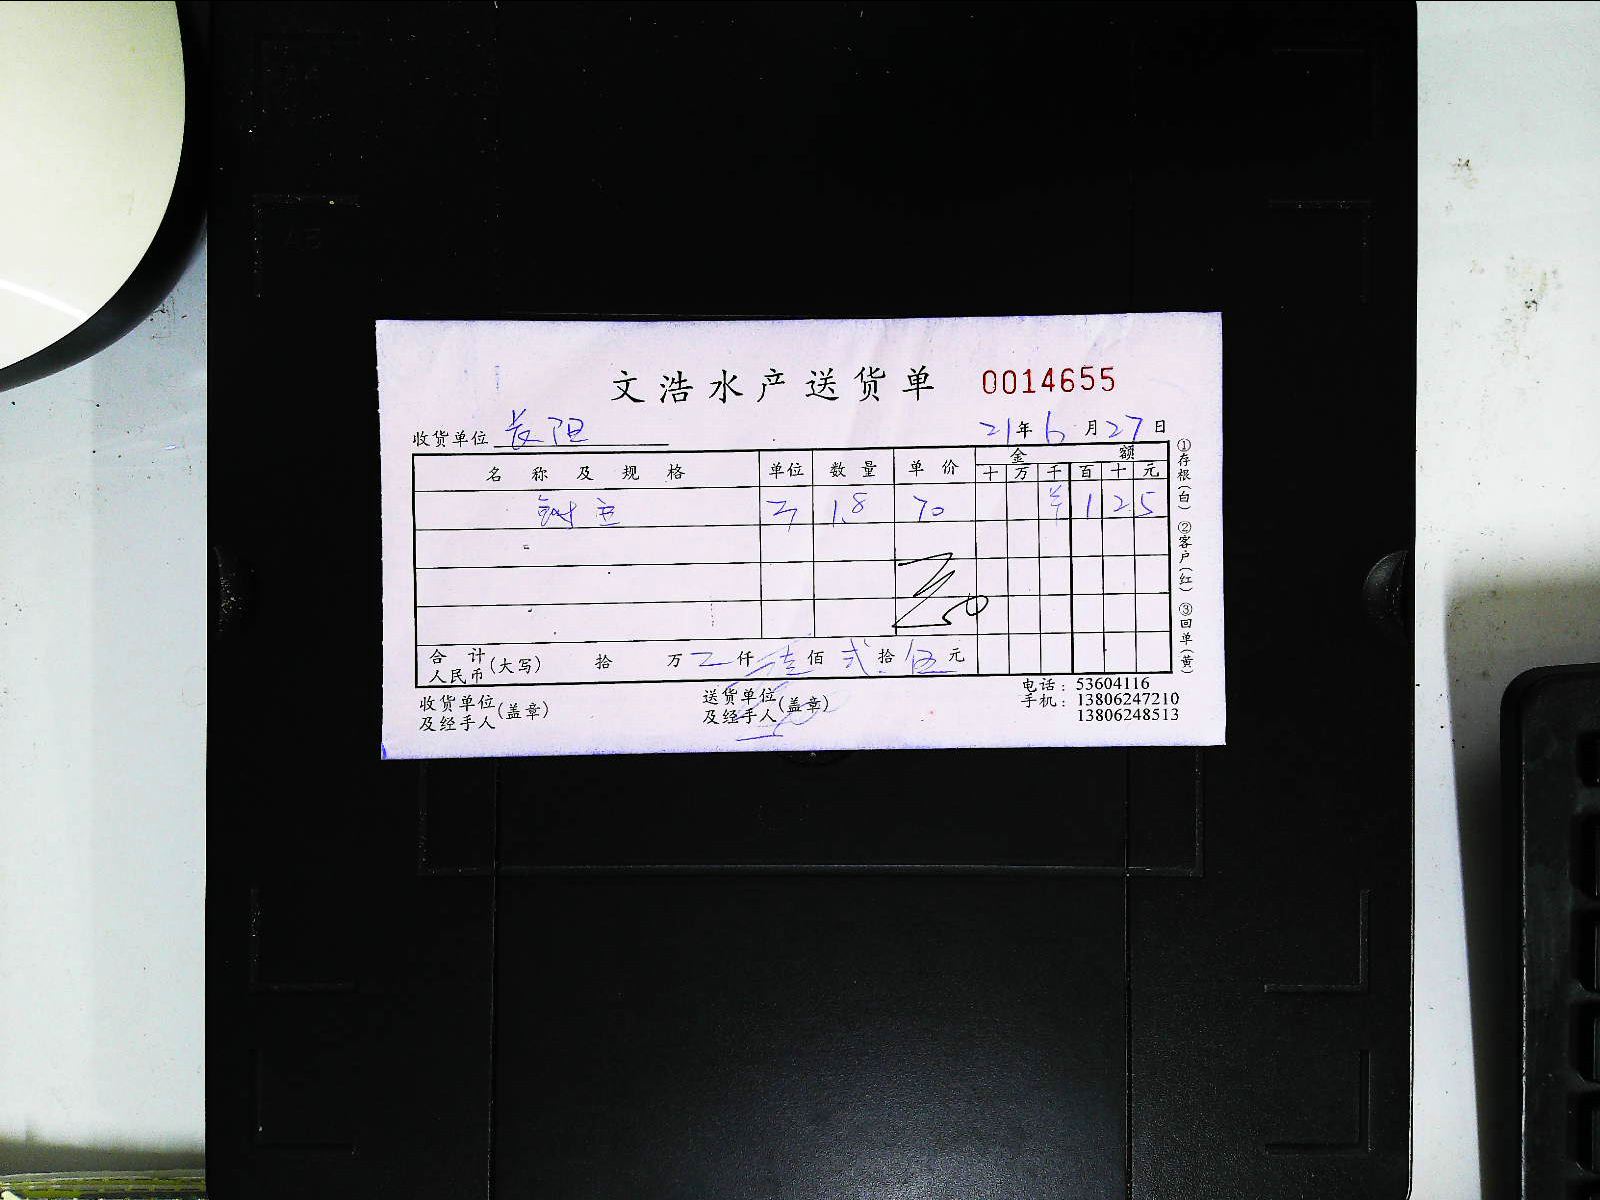 文浩水产送货单 0014655
收货单位 长阳 21年6月27日
名称及规格 单位 数量 单价 金额
十 万 千 百 十 元
1.8 70 ¥ 1 2 5
合计人民币(大写) 拾 万 仟 壹佰 弍拾 伍元
收货单位及经手人(盖章) 送货单位及经手人(盖章) 电话：53604116
手机：13806247210
13806248513
①存根(白) ②客户(红) ③回单(黄)